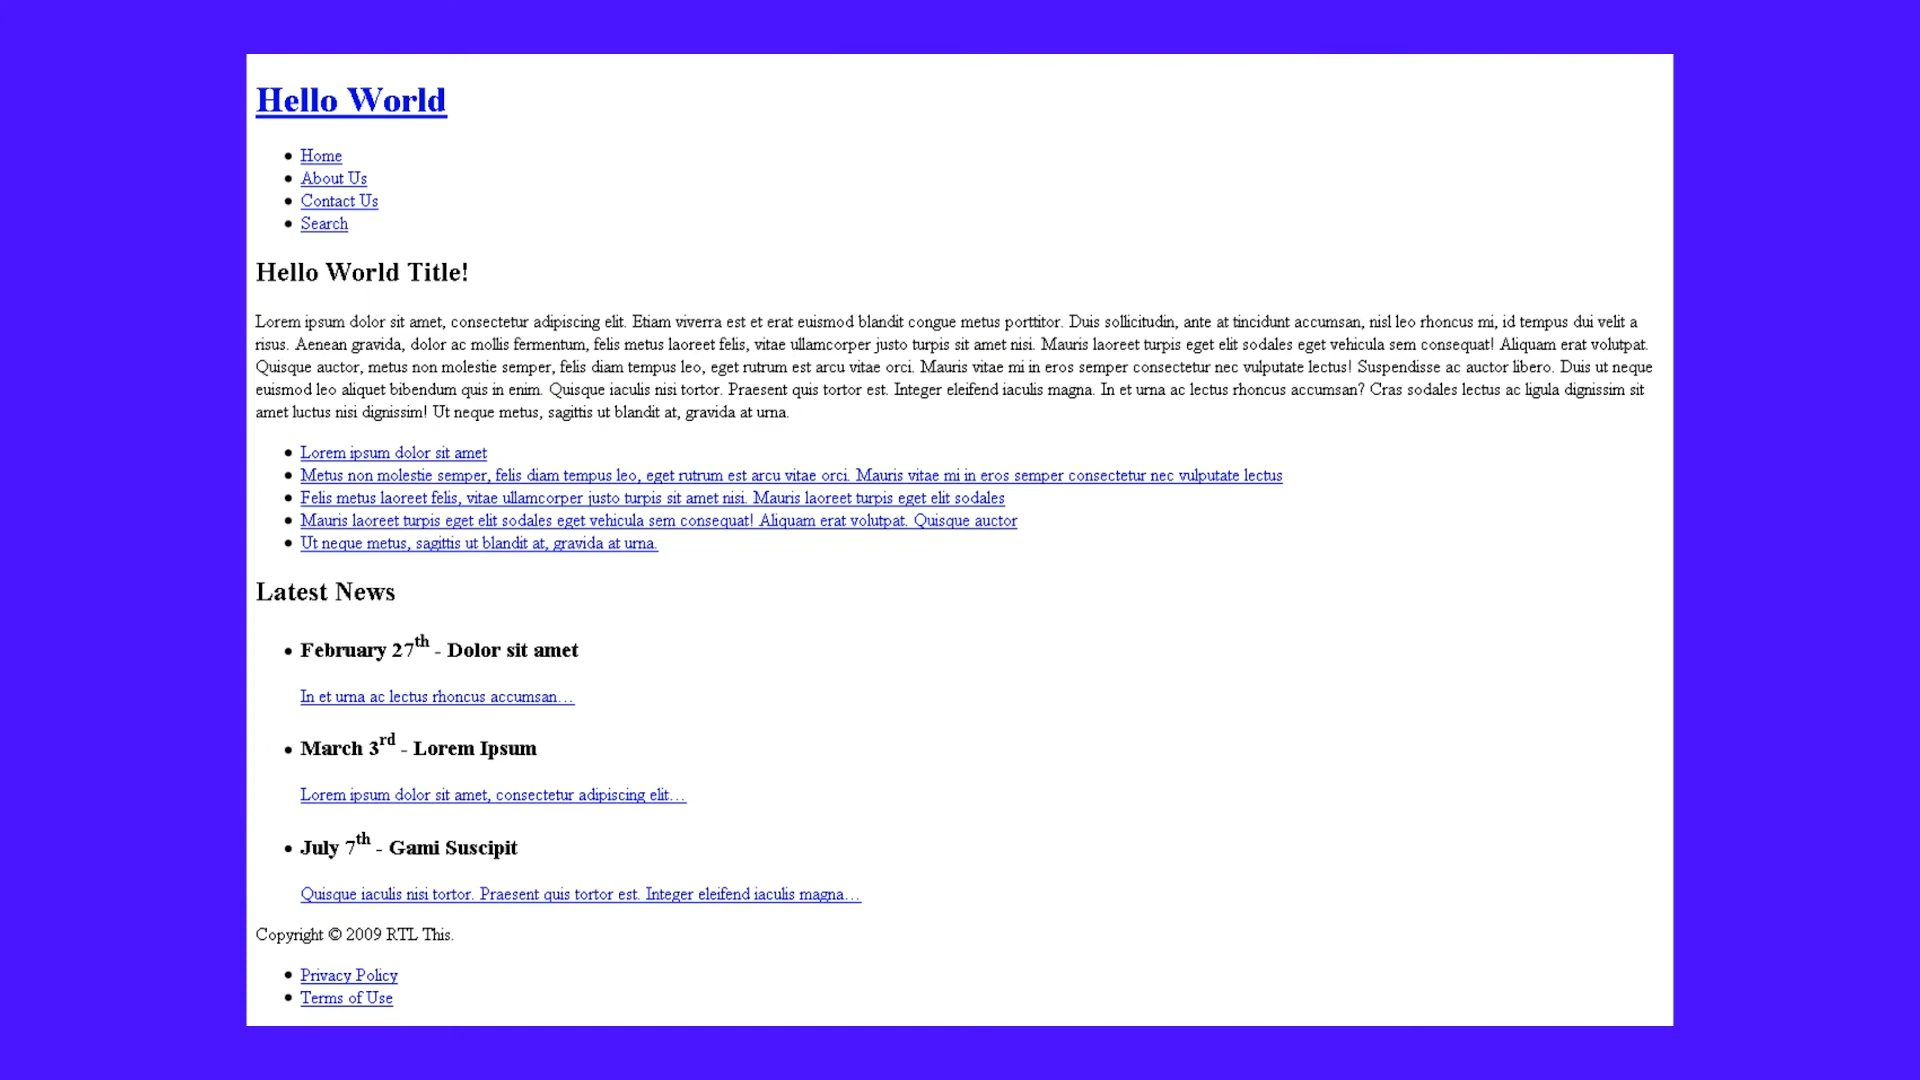 Hello World
Home
About Us
Contact Us
Search
Hello World Title!
Lorem ipsum dolor sit amet, consectetur adipiscing elit. Etiam viverra est et erat euismod blandit congue metus porttitor. Duis sollicitudin, ante at tincidunt accumsan, nisl leo rhoncus mi, id tempus dui velit a
risus. Aenean gravida, dolor ac mollis fermentum, felis metus laoreet felis, vitae ullamcorper justo turpis sit amet nisi. Mauris laoreet turpis eget elit sodales eget vehicula sem consequat! Aliquam erat volutpat.
Quisque auctor, metus non molestie semper, felis diam tempus leo, eget rutrum est arcu vitae orci. Mauris vitae mi in eros semper consectetur nec vulputate lectus! Suspendisse ac auctor libero. Duis ut neque
euismod leo aliquet bibendum quis in enim. Quisque iaculis nisi tortor. Praesent quis tortor est. Integer eleifend iaculis magna. In et urna ac lectus rhoncus accumsan? Cras sodales lectus ac ligula dignissim sit
amet luctus nisi dignissim! Ut neque metus, sagittis ut blandit at, gravida at urna.
Lorem ipsum dolor sit amet
Metus non molestie semper, felis diam tempus leo, eget rutrum est arcu vitae orci. Mauris vitae mi in eros semper consectetur nec vulputate lectus
Felis metus laoreet felis, vitae ullamcorper justo turpis sit amet nisi. Mauris laoreet turpis eget elit sodales
Mauris laoreet turpis eget elit sodales eget vehicula sem consequat! Aliquam erat volutpat. Quisque auctor
Ut neque metus, sagittis ut blandit at, gravida at urna.
Latest News
February 27th - Dolor sit amet
In et urna ac lectus rhoncus accumsan…
March 3rd - Lorem Ipsum
Lorem ipsum dolor sit amet, consectetur adipiscing elit…
July 7th - Gami Suscipit
Quisque iaculis nisi tortor. Praesent quis tortor est. Integer eleifend iaculis magna…
Copyright © 2009 RTL This.
Privacy Policy
Terms of Use